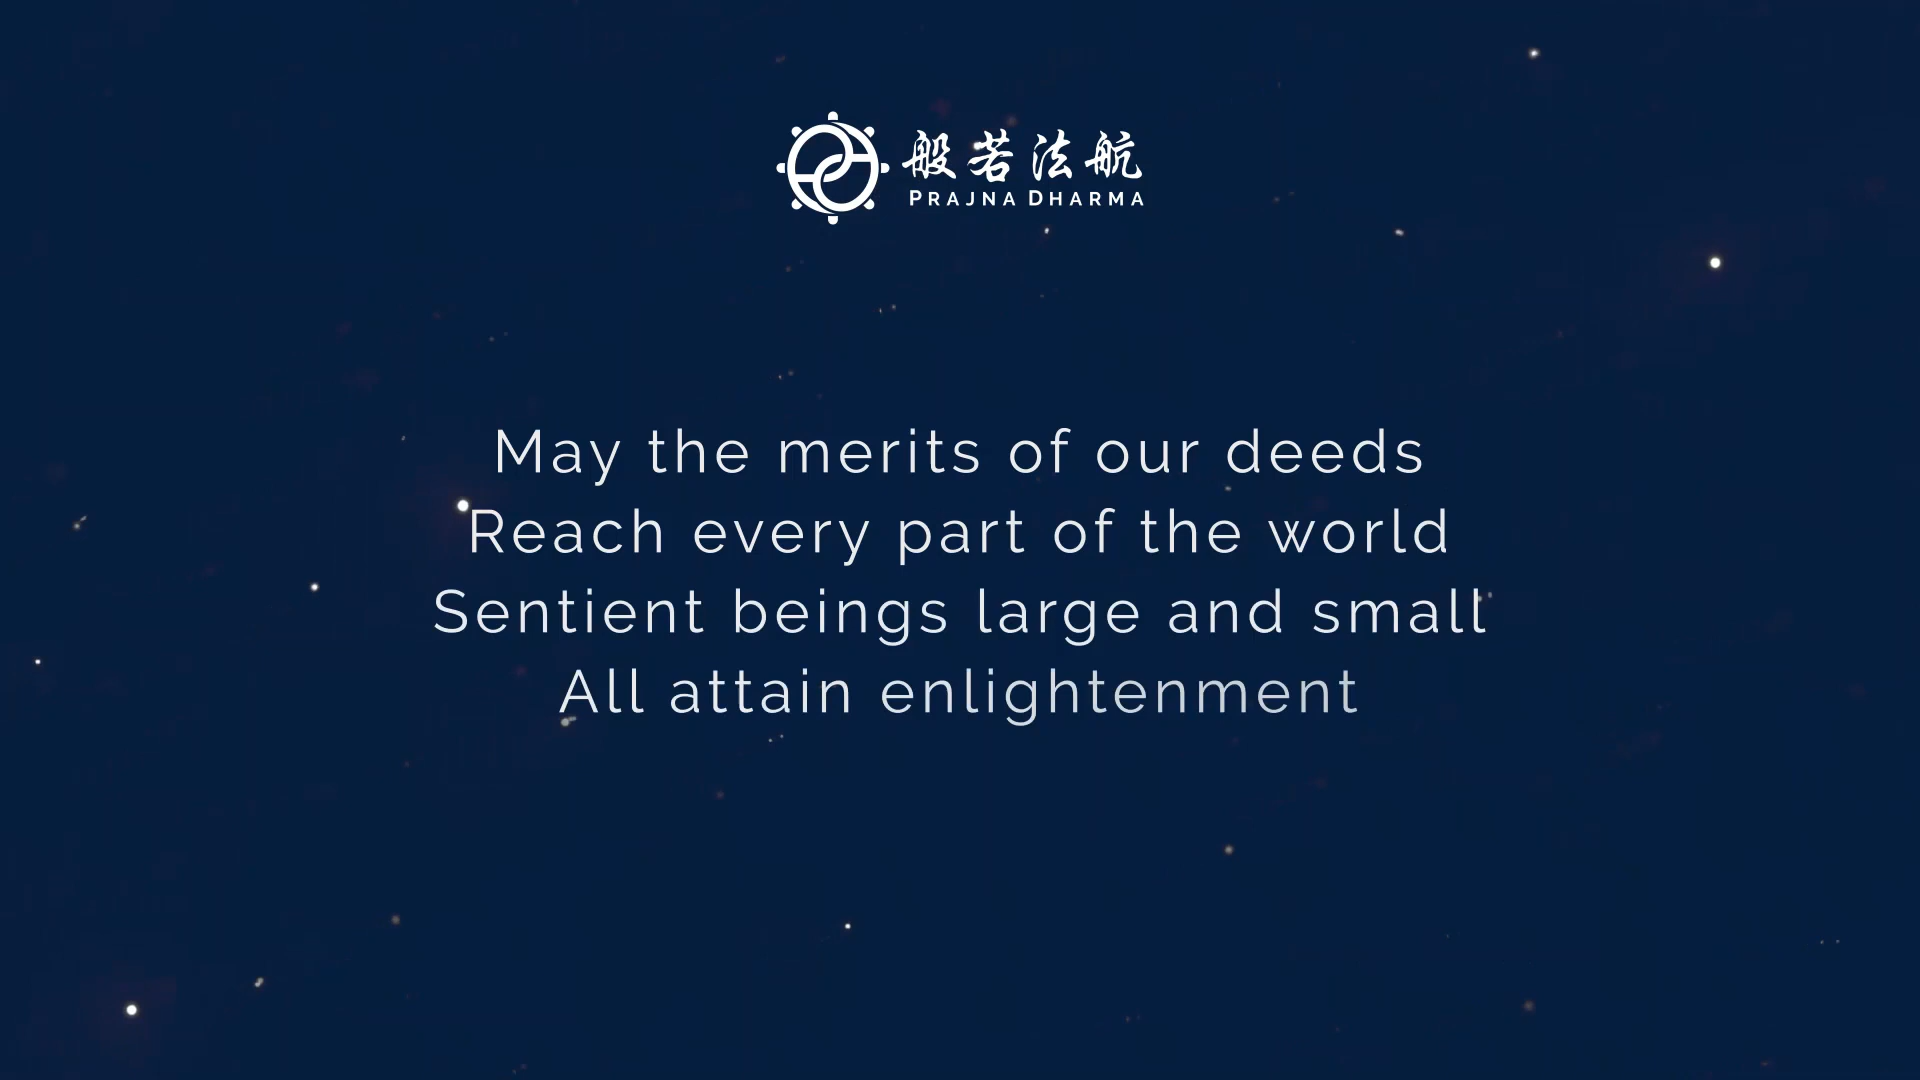 般若法航
PRAJNA DHARMA
May the merits of our deeds
Reach every part of the world
Sentient beings large and small
All attain enlightenment